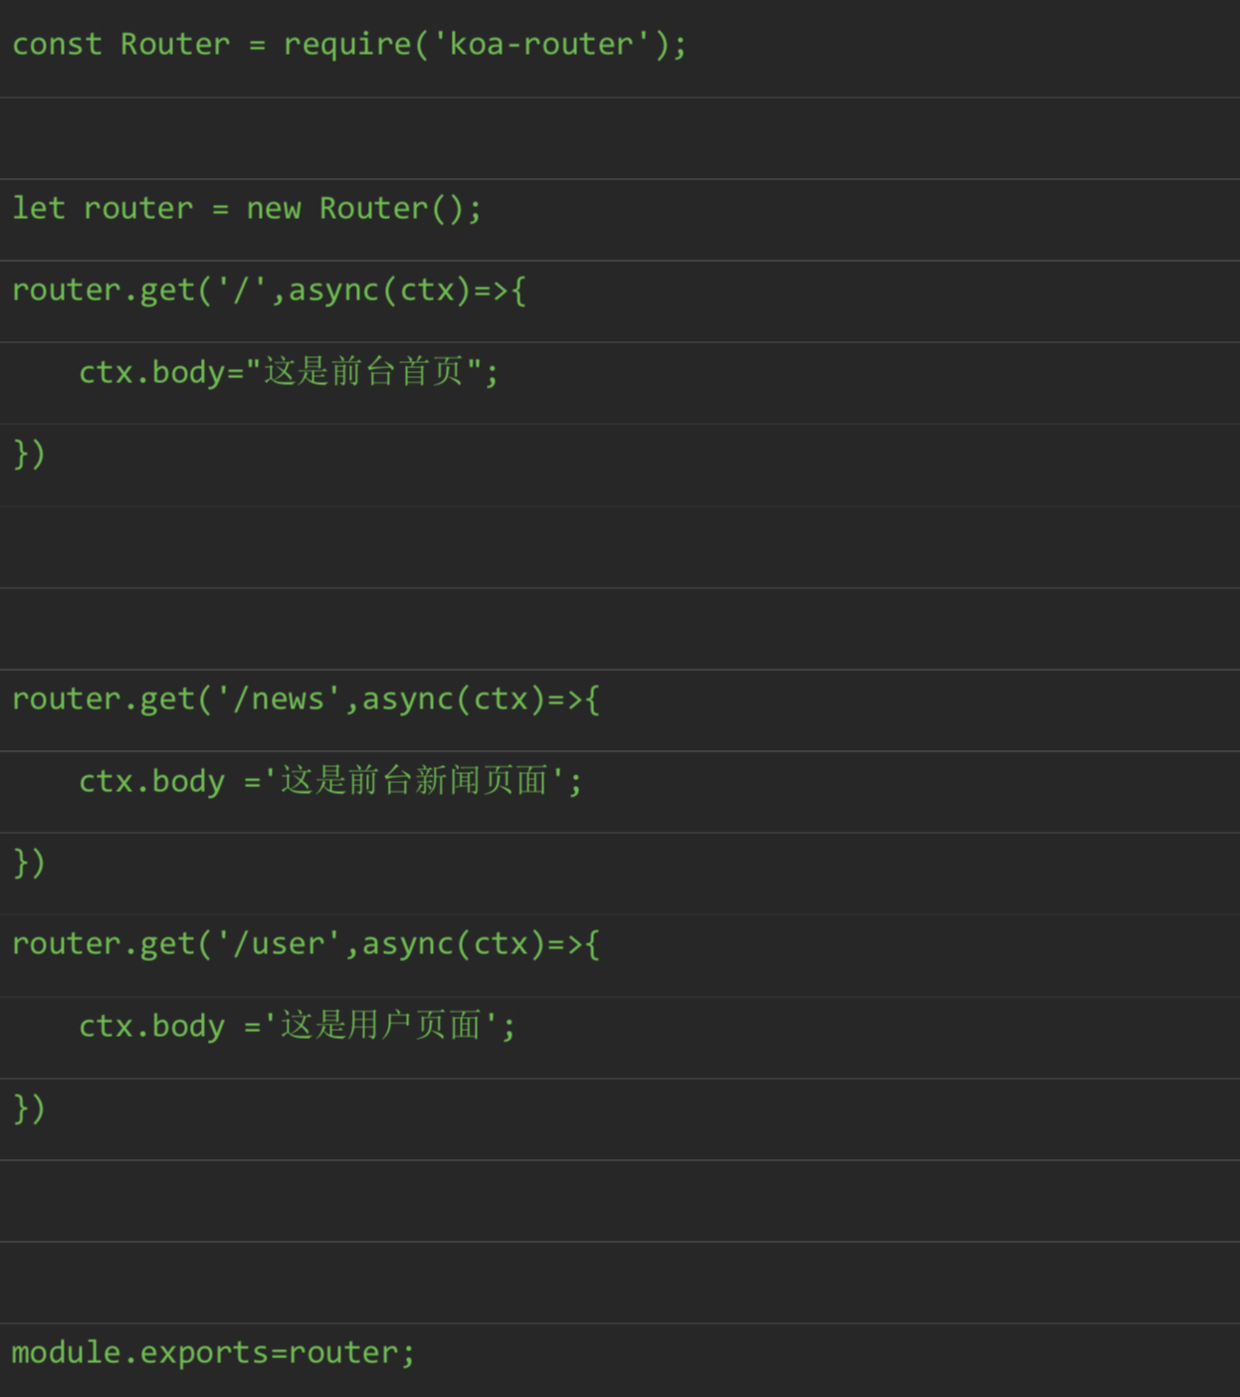 const Router = require('koa-router');
let router = new Router();
router.get('/',async(ctx)=>{
    ctx.body="这是前台首页";
})
router.get('/news',async(ctx)=>{
    ctx.body ='这是前台新闻页面';
})
router.get('/user',async(ctx)=>{
    ctx.body ='这是用户页面';
})
module.exports=router;